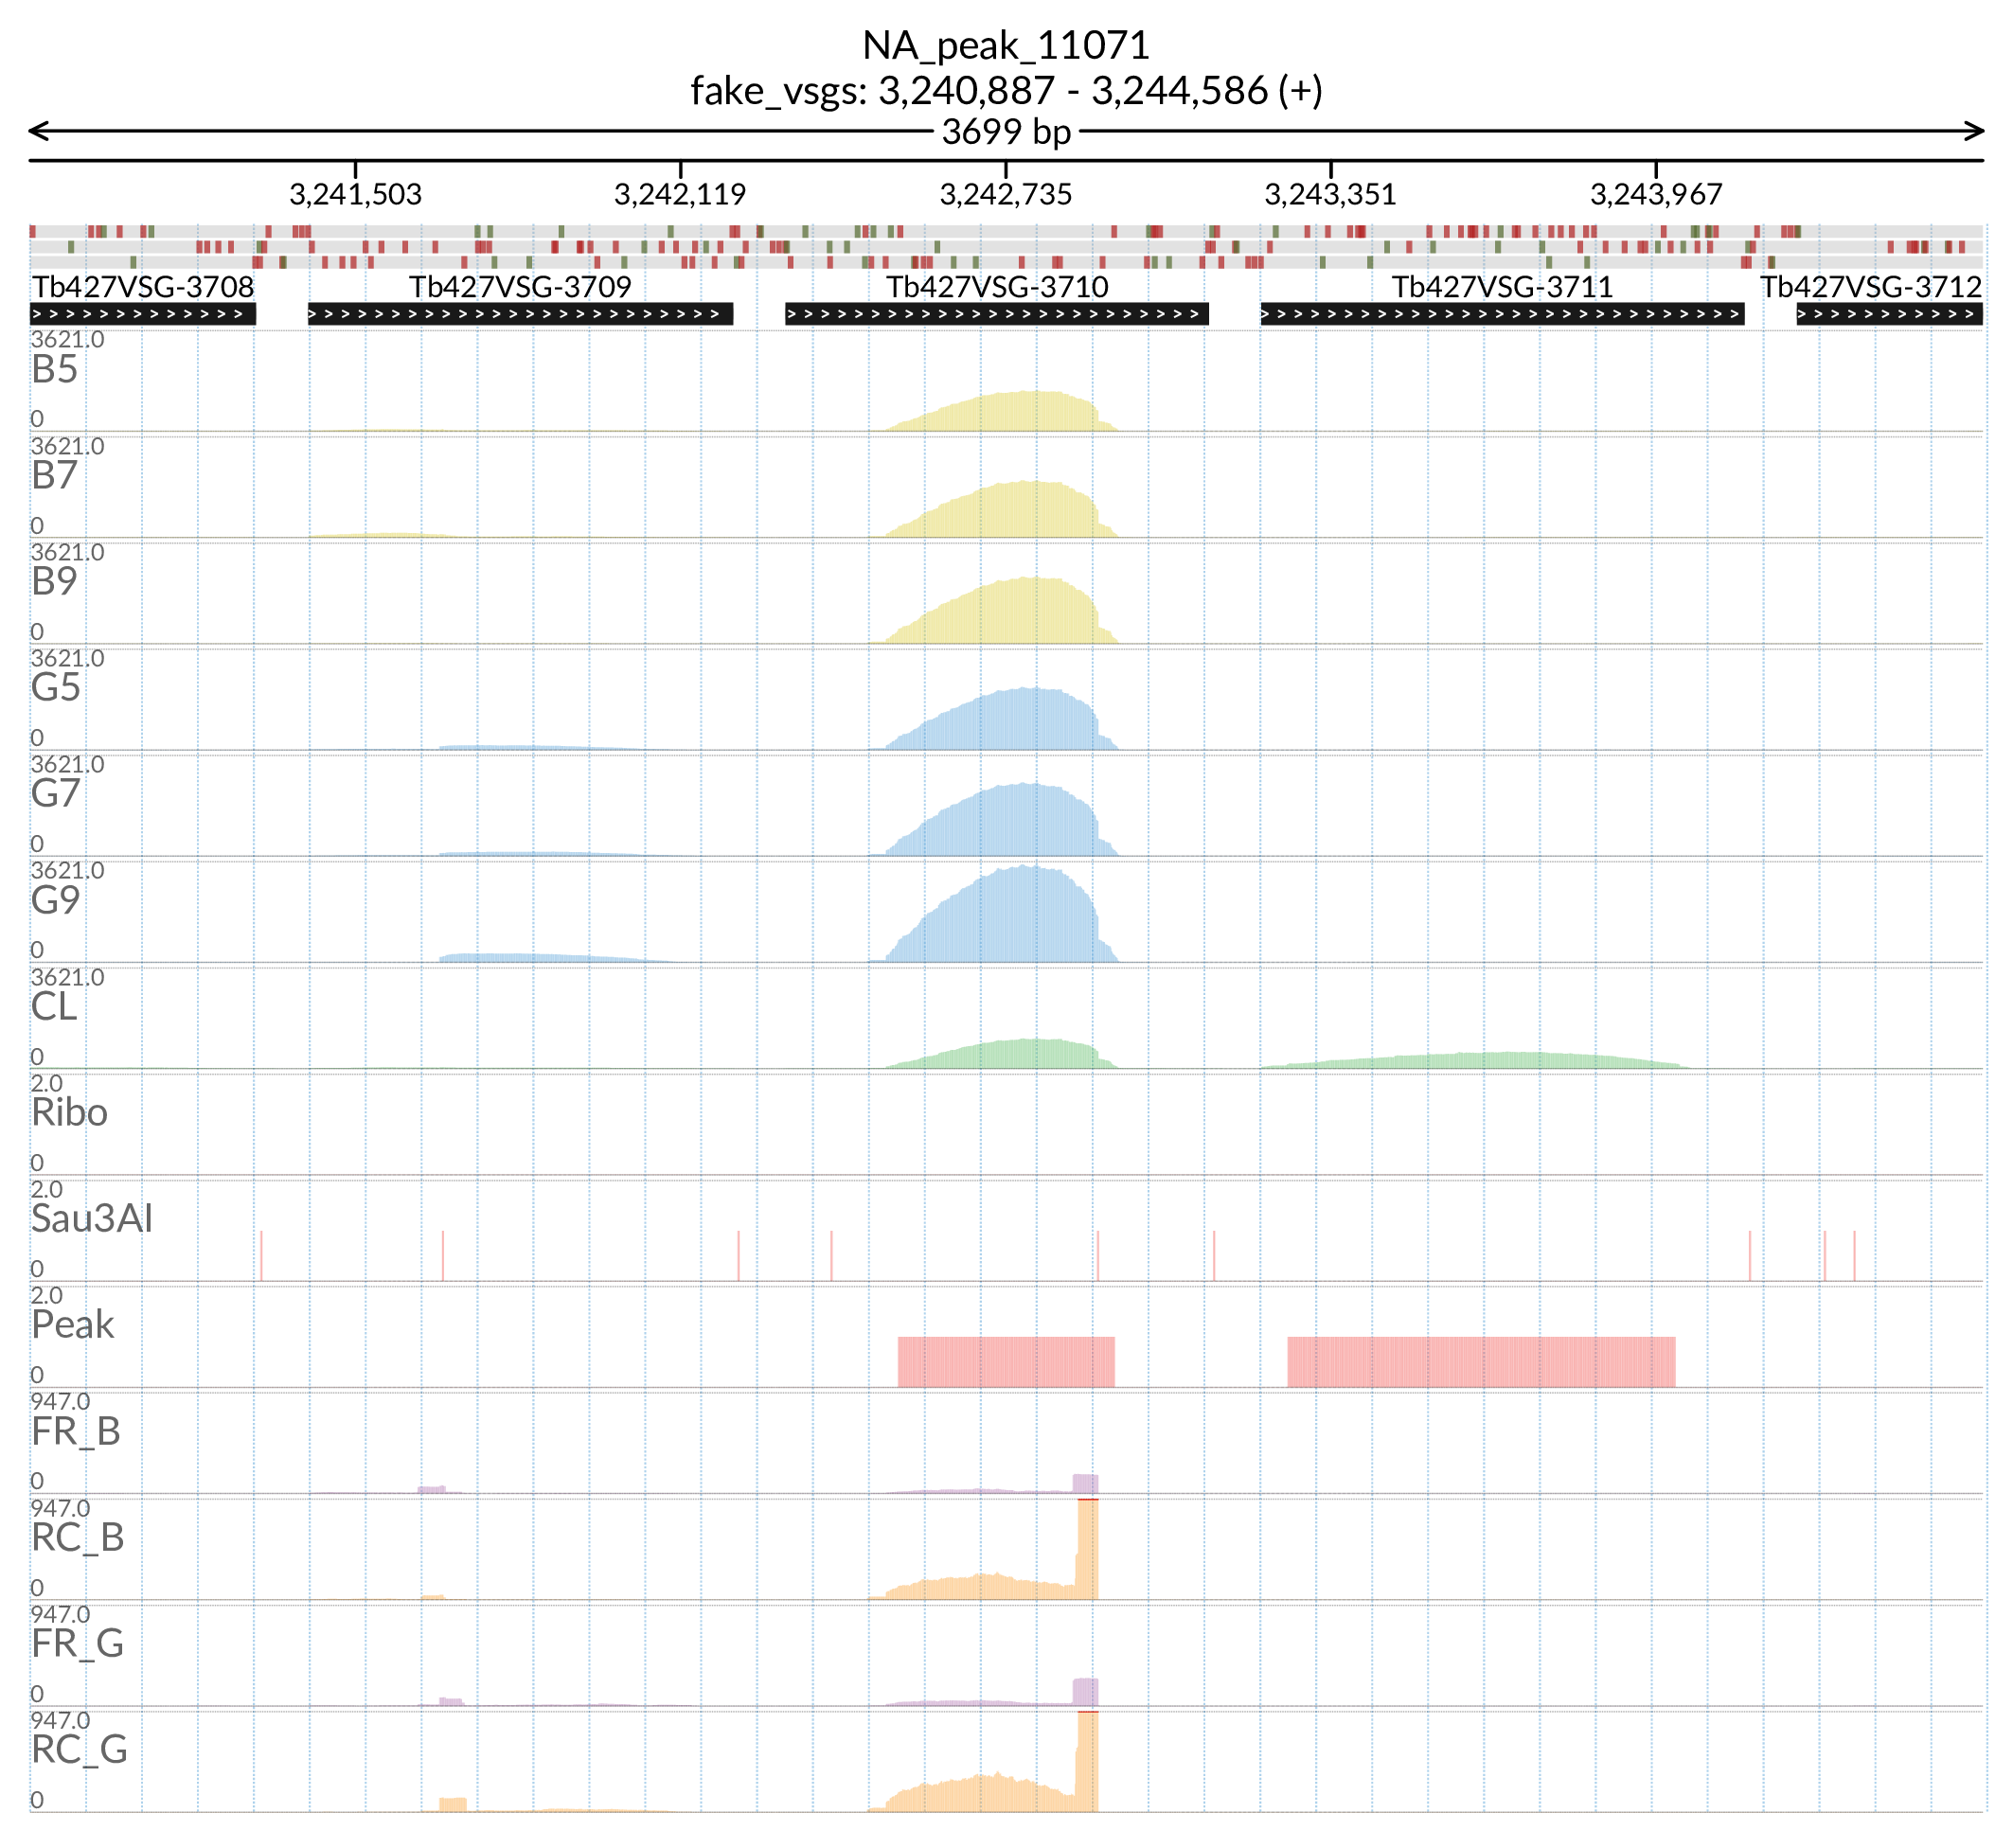 NA_peak_11071
fake_vsgs: 3,240,887 - 3,244,586 (+)
3699 bp
3,241,503 3,242,119 3,242,735 3,243,351 3,243,967
Tb427VSG-3708 Tb427VSG-3709 Tb427VSG-3710 Tb427VSG-3711 Tb427VSG-3712
3621.0
B5
0
3621.0
B7
0
3621.0
B9
0
3621.0
G5
0
3621.0
G7
0
3621.0
G9
0
3621.0
CL
0
2.0
Ribo
0
2.0
Sau3AI
0
2.0
Peak
0
947.0
FR_B
0
947.0
RC_B
0
947.0
FR_G
0
947.0
RC_G
0